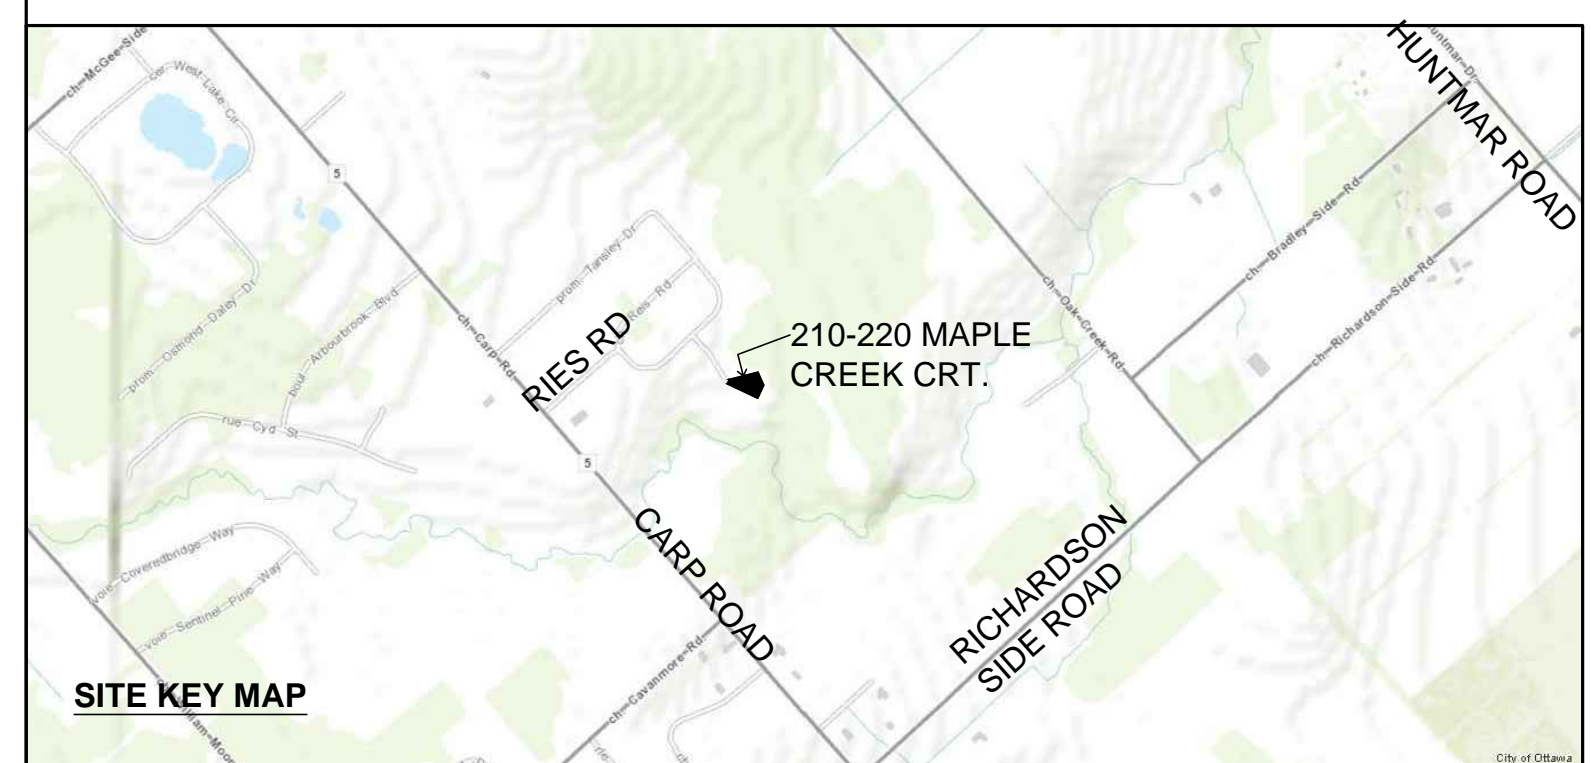 HUNTMAR ROAD
ch-McGee-Side
cer West-Lake-Cir
5
prom-Osmond-Daley-Dr
boul-Arbourbrook-Blvd
rue-Cyd-St
ch-Carp-Rd
prom-Tansley-Dr
Reis-Rd
RIES RD
210-220 MAPLE
CREEK CRT.
ch-Oak-Creek-Rd
ch-Bradley-Side-Rd
ch-Richardson-Side-Rd
5
CARP ROAD
RICHARDSON
SIDE ROAD
voie-Coveredbridge-Way
voie-Sentinel-Pine-Way
ch-Cavanmore-Rd
SITE KEY MAP
City of Ottawa